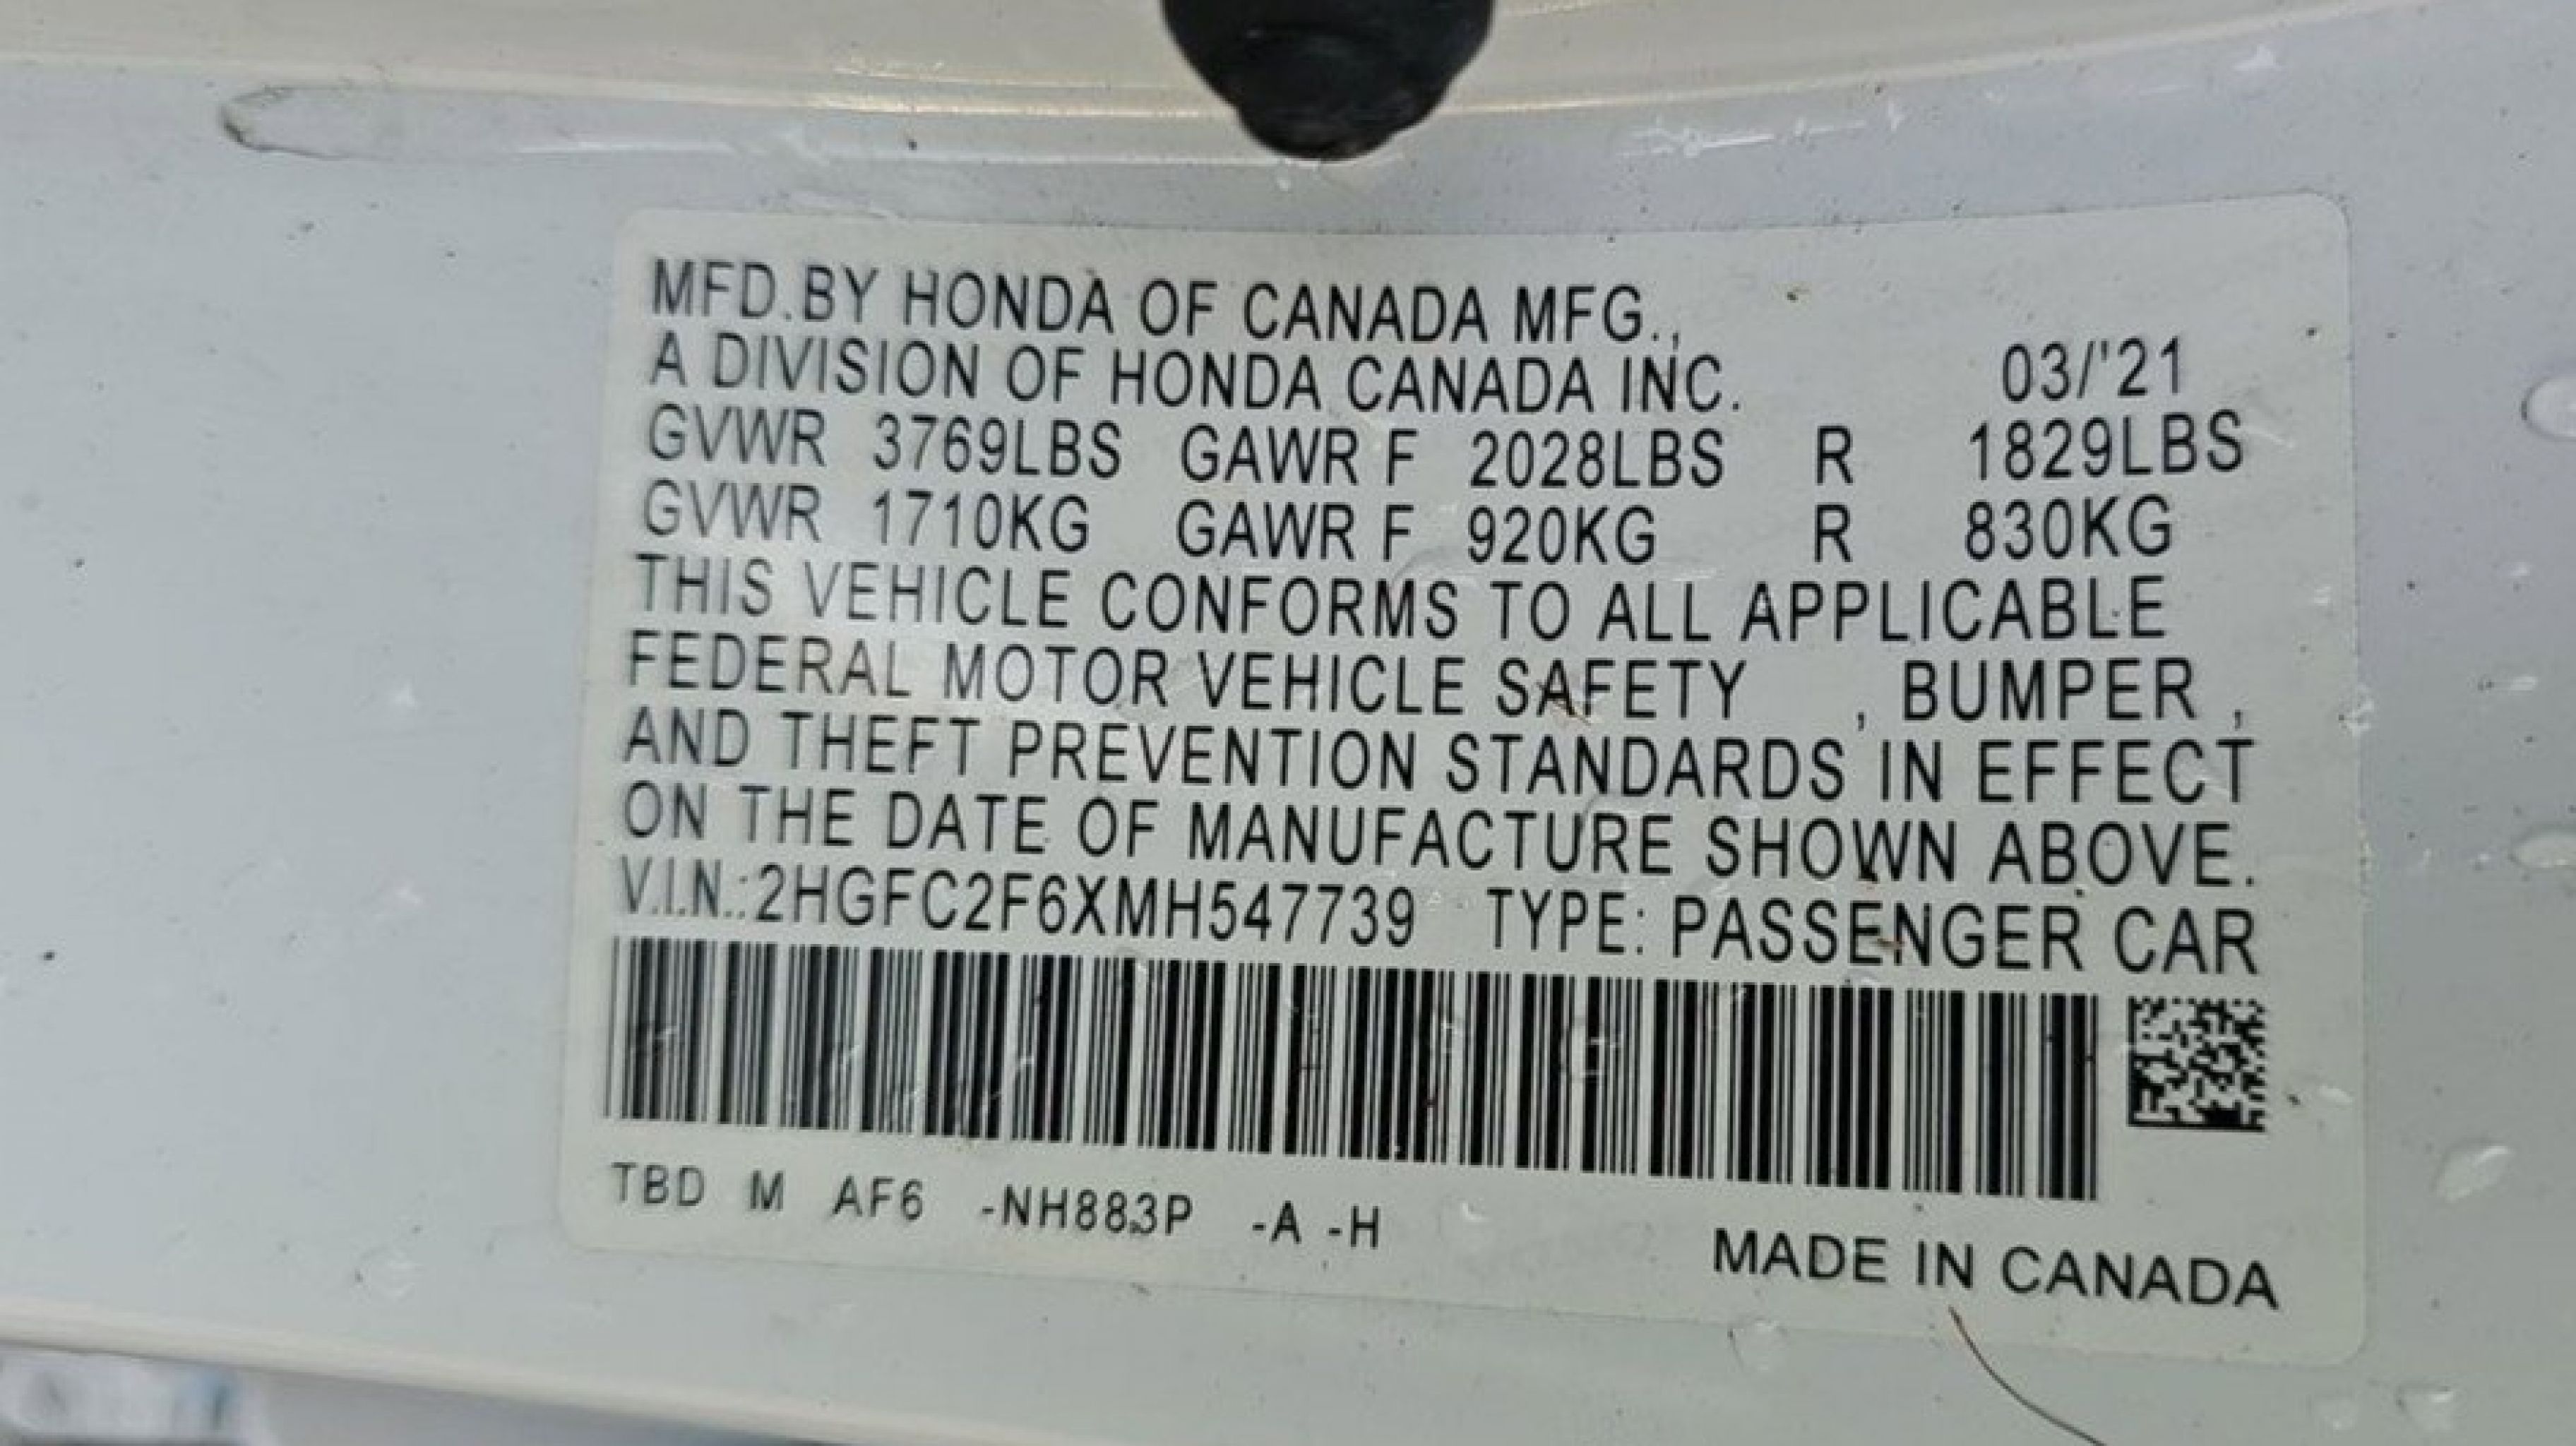 MFD.BY HONDA OF CANADA MFG.,
A DIVISION OF HONDA CANADA INC. 03/'21
GVWR 3769LBS GAWR F 2028LBS R 1829LBS
GVWR 1710KG GAWR F 920KG R 830KG
THIS VEHICLE CONFORMS TO ALL APPLICABLE
FEDERAL MOTOR VEHICLE SAFETY , BUMPER ,
AND THEFT PREVENTION STANDARDS IN EFFECT
ON THE DATE OF MANUFACTURE SHOWN ABOVE.
V.I.N.:2HGFC2F6XMH547739 TYPE: PASSENGER CAR
TBD M AF6 -NH883P -A -H
MADE IN CANADA